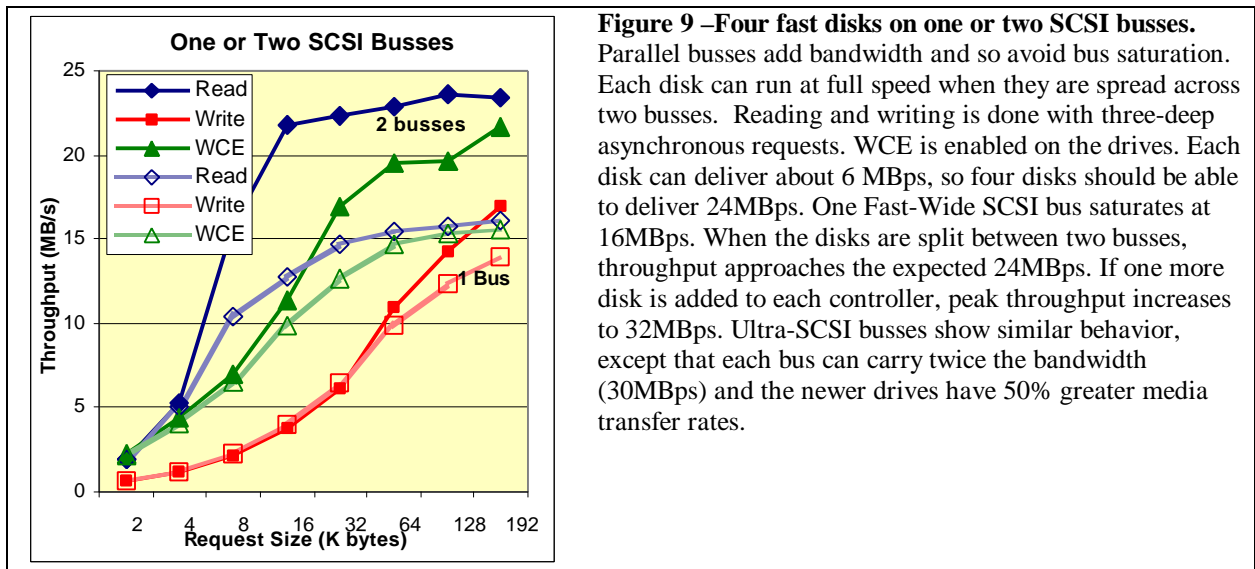 One or Two SCSI Busses
25
20
15
10
5
0
Throughput (MB/s)
Read
Write
WCE
Read
Write
WCE
2 busses
1 Bus
2 4 8 16 32 64 128 192
Request Size (K bytes)
Figure 9 –Four fast disks on one or two SCSI busses.
Parallel busses add bandwidth and so avoid bus saturation.
Each disk can run at full speed when they are spread across
two busses.  Reading and writing is done with three-deep
asynchronous requests. WCE is enabled on the drives. Each
disk can deliver about 6 MBps, so four disks should be able
to deliver 24MBps. One Fast-Wide SCSI bus saturates at
16MBps. When the disks are split between two busses,
throughput approaches the expected 24MBps. If one more
disk is added to each controller, peak throughput increases
to 32MBps. Ultra-SCSI busses show similar behavior,
except that each bus can carry twice the bandwidth
(30MBps) and the newer drives have 50% greater media
transfer rates.